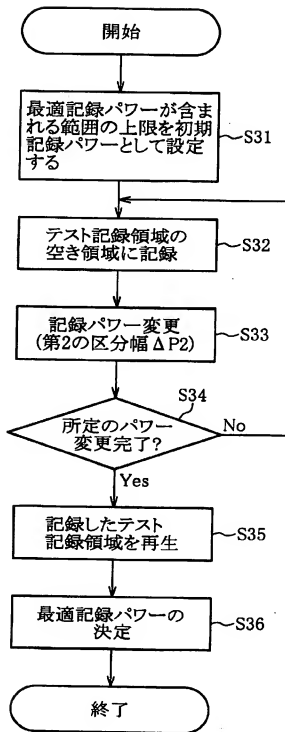 開始
最適記録パワーが含ま
れる範囲の上限を初期
記録パワーとして設定
する
S31
テスト記録領域の
空き領域に記録
S32
記録パワー変更
(第2の区分幅ΔP2)
S33
S34
所定のパワー
変更完了?
No
Yes
記録したテスト
記録領域を再生
S35
最適記録パワーの
決定
S36
終了